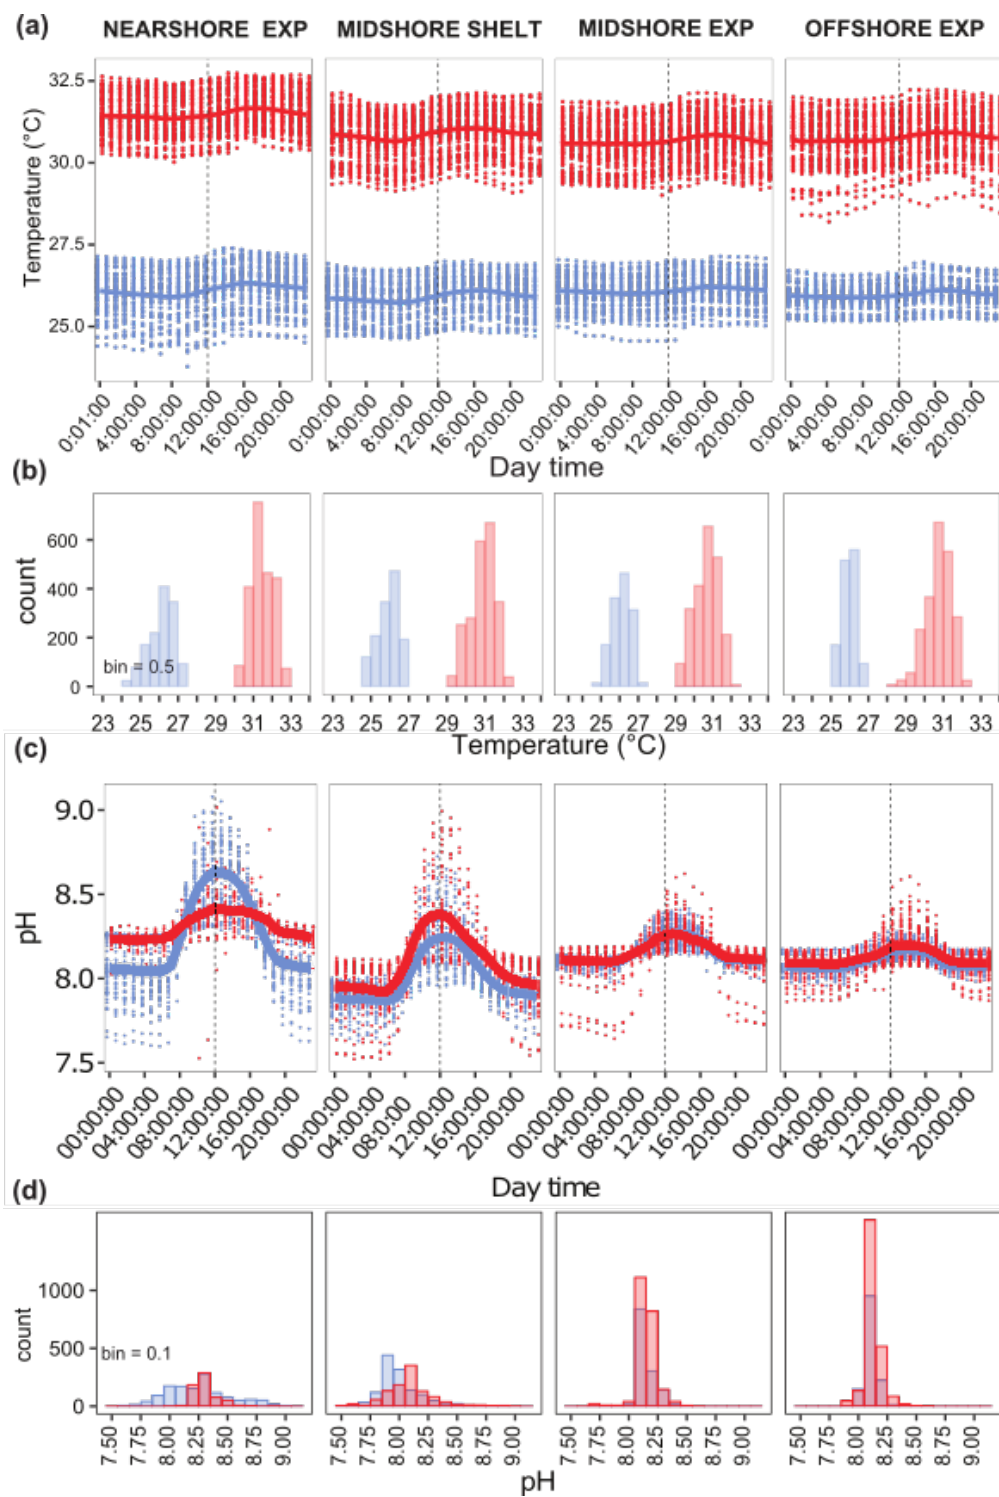 (a)
NEARSHORE EXP MIDSHORE SHELT MIDSHORE EXP OFFSHORE EXP
Temperature (°C)
32.5
30.0
27.5
25.0
0:01:00 4:00:00 8:00:00 12:00:00 16:00:00 20:00:00 0:00:00 4:00:00 8:00:00 12:00:00 16:00:00 20:00:00 0:00:00 4:00:00 8:00:00 12:00:00 16:00:00 20:00:00 0:00:00 4:00:00 8:00:00 12:00:00 16:00:00 20:00:00
Day time
(b)
count
600
400
200
0
bin = 0.5
23 25 27 29 31 33 23 25 27 29 31 33 23 25 27 29 31 33 23 25 27 29 31 33
Temperature (°C)
(c)
pH
9.0
8.5
8.0
7.5
00:00:00 04:00:00 08:00:00 12:00:00 16:00:00 20:00:00 00:00:00 04:00:00 08:00:00 12:00:00 16:00:00 20:00:00 00:00:00 04:00:00 08:00:00 12:00:00 16:00:00 20:00:00 00:00:00 04:00:00 08:00:00 12:00:00 16:00:00 20:00:00
Day time
(d)
count
1000
500
0
bin = 0.1
7.50 7.75 8.00 8.25 8.50 8.75 9.00 7.50 7.75 8.00 8.25 8.50 8.75 9.00 7.50 7.75 8.00 8.25 8.50 8.75 9.00 7.50 7.75 8.00 8.25 8.50 8.75 9.00
pH